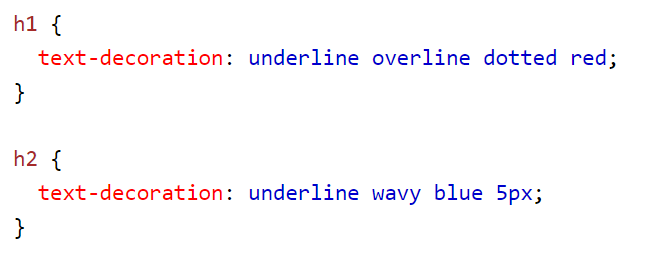 h1 {
  text-decoration: underline overline dotted red;
}

h2 {
  text-decoration: underline wavy blue 5px;
}